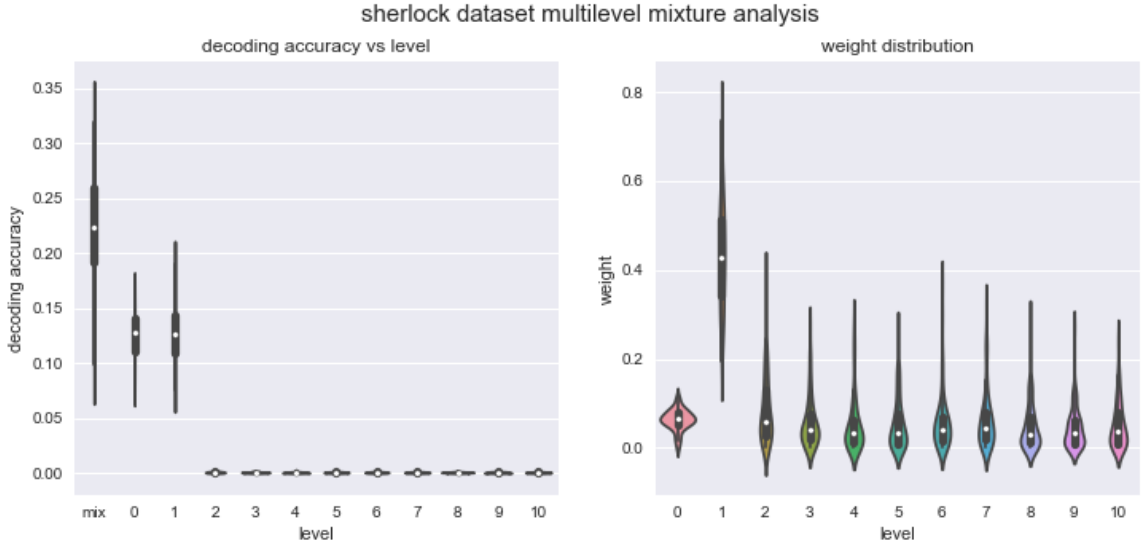 sherlock dataset multilevel mixture analysis
decoding accuracy vs level
decoding accuracy
0.35
0.30
0.25
0.20
0.15
0.10
0.05
0.00
mix 0 1 2 3 4 5 6 7 8 9 10
level
weight distribution
weight
0.8
0.6
0.4
0.2
0.0
0 1 2 3 4 5 6 7 8 9 10
level